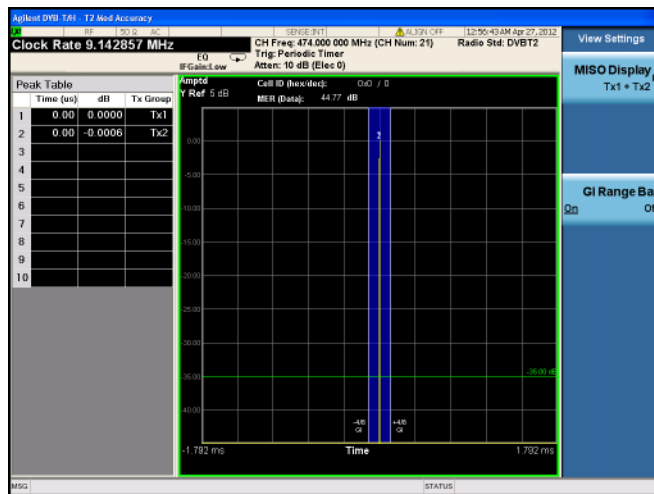 Agilent DVB-T/H - T2 Mod Accuracy
RF 50 Ω AC SENSE:INT ALIGN OFF 12:56:43 AM Apr 27, 2012
Clock Rate 9.142857 MHz
CH Freq: 474.000 000 MHz (CH Num: 21) Radio Std: DVBT2
EQ Trig: Periodic Timer
IFGain:Low Atten: 10 dB (Elec 0)
View Settings
MISO Display
Tx1 + Tx2
GI Range Ba
On Of
Peak Table
Time (us) dB Tx Group
1 0.00 0.0000 Tx1
2 0.00 -0.0006 Tx2
3
4
5
6
7
8
9
10
Amptd Cell ID (hex/dec): 0x0 / 0
Y Ref 5 dB MER (Data): 44.77 dB
2
0.00
-5.00
-10.00
-15.00
-20.00
-25.00
-30.00
-35.00 -35.00 dB
-40.00
-4/6 GI +4/6 GI
-1.792 ms Time 1.792 ms
MSG STATUS